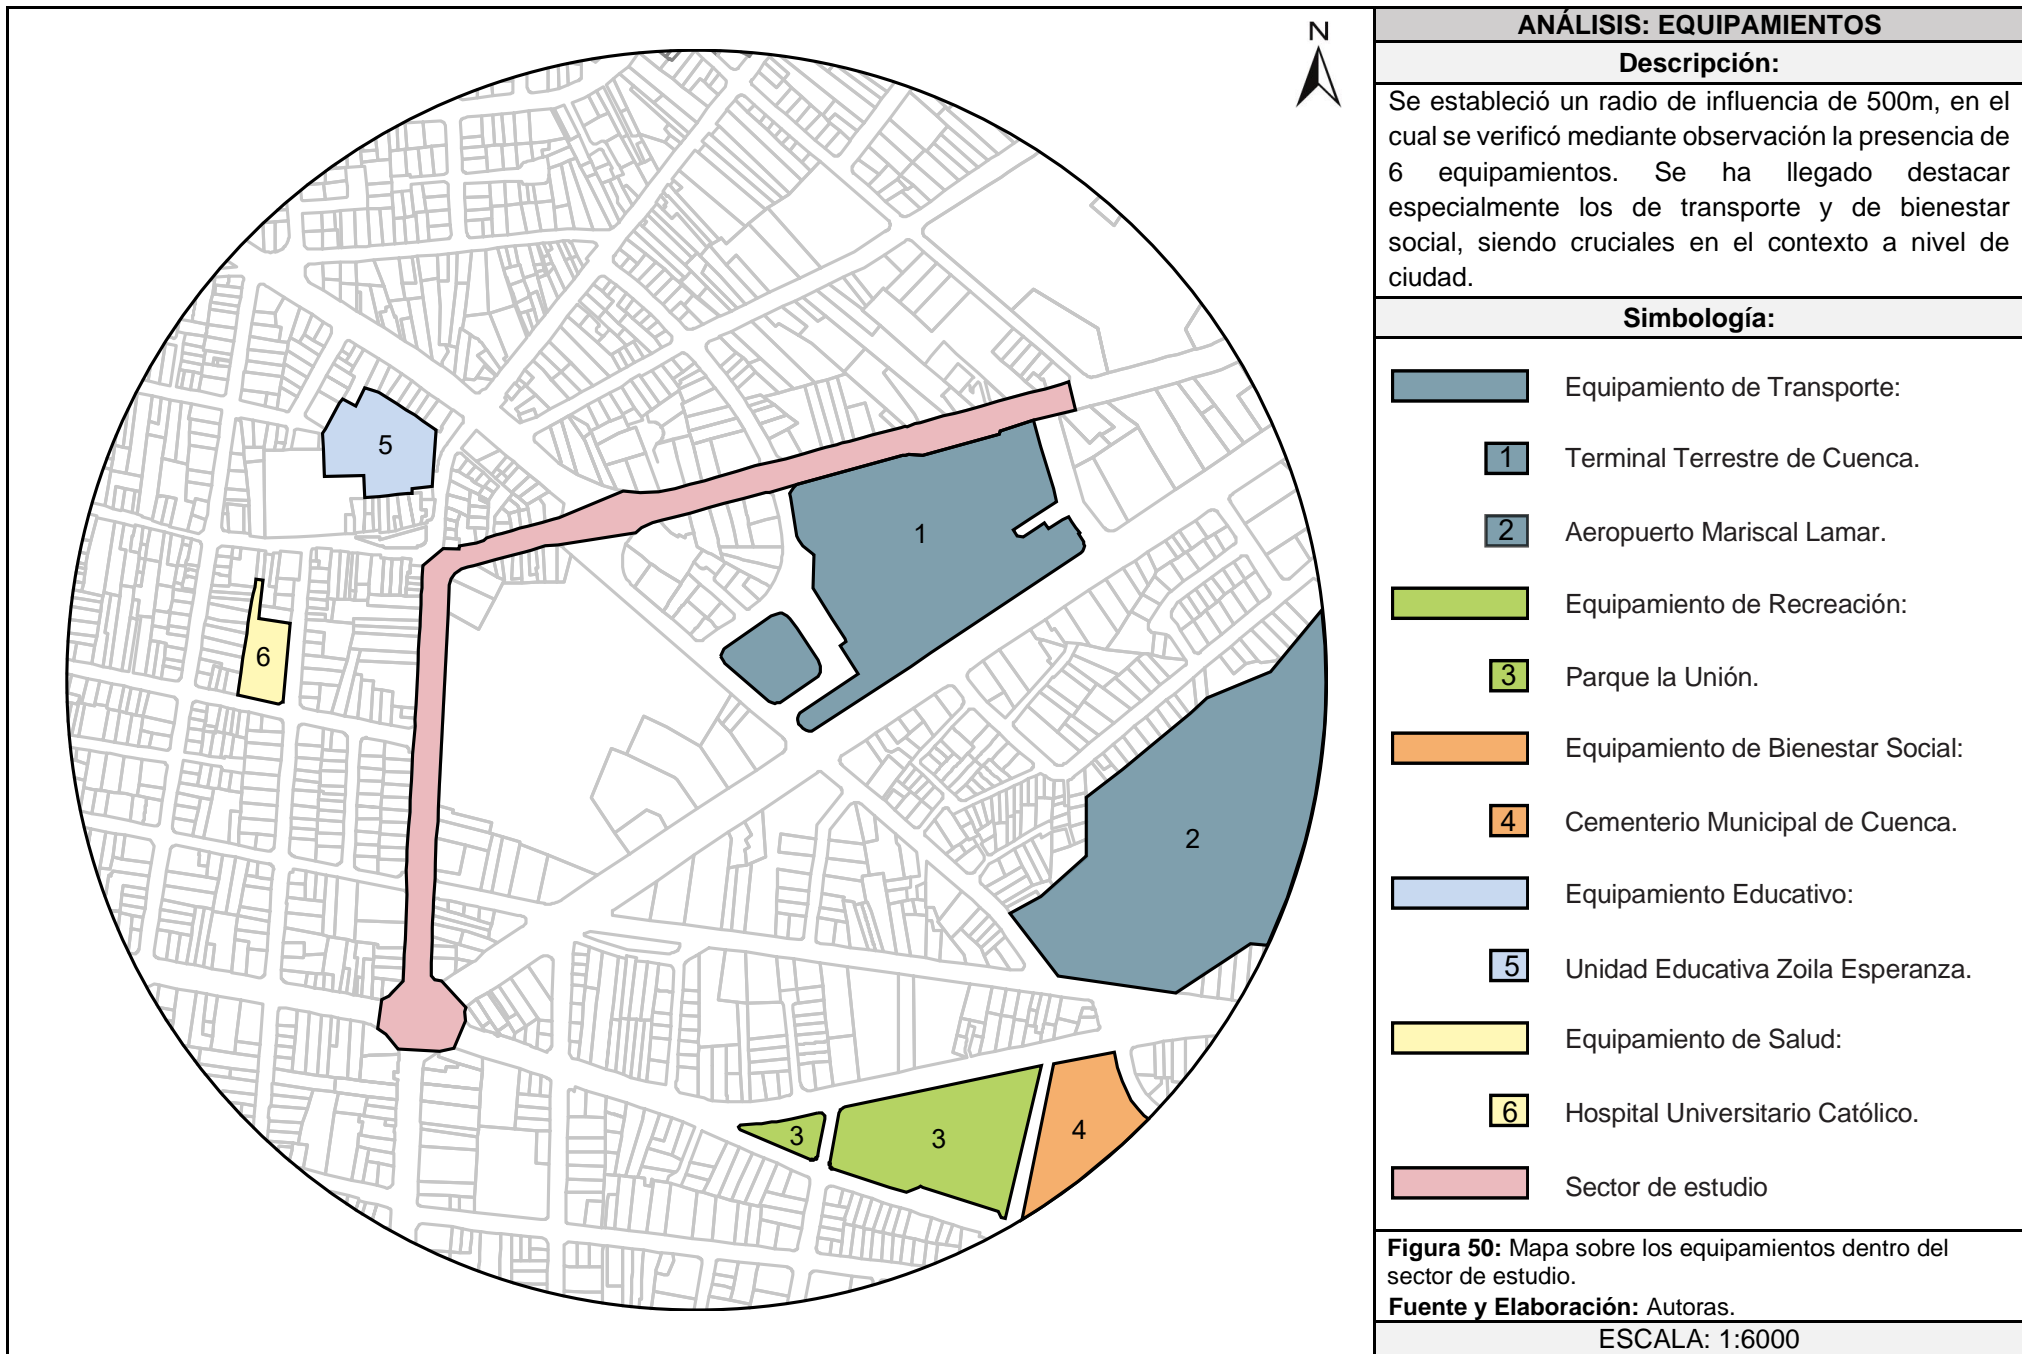 N
5
1
6
2
3
3
4
ANÁLISIS: EQUIPAMIENTOS
Descripción:
Se estableció un radio de influencia de 500m, en el
cual se verificó mediante observación la presencia de
6 equipamientos. Se ha llegado destacar
especialmente los de transporte y de bienestar
social, siendo cruciales en el contexto a nivel de
ciudad.
Simbología:
Equipamiento de Transporte:
1 Terminal Terrestre de Cuenca.
2 Aeropuerto Mariscal Lamar.
Equipamiento de Recreación:
3 Parque la Unión.
Equipamiento de Bienestar Social:
4 Cementerio Municipal de Cuenca.
Equipamiento Educativo:
5 Unidad Educativa Zoila Esperanza.
Equipamiento de Salud:
6 Hospital Universitario Católico.
Sector de estudio
Figura 50: Mapa sobre los equipamientos dentro del
sector de estudio.
Fuente y Elaboración: Autoras.
ESCALA: 1:6000